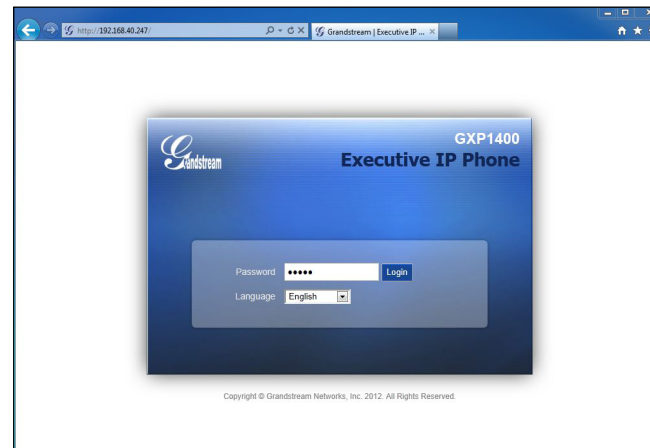 http://192.168.40.247/
Grandstream | Executive IP ...
Grandstream
GXP1400
Executive IP Phone
Password
Login
Language
English
Copyright © Grandstream Networks, Inc. 2012. All Rights Reserved.